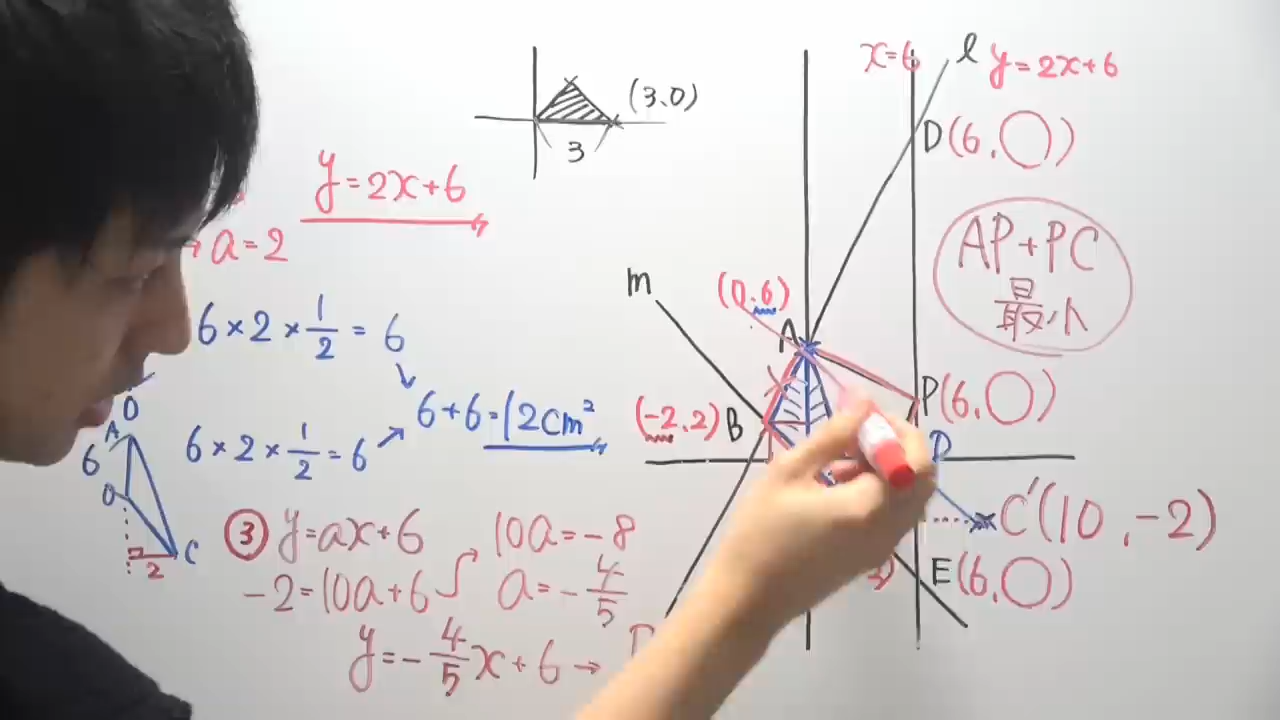 (3.0)
3
y=2x+6
a=2
6×2×1/2=6
6×2×1/2=6
6+6=12cm²
O
A
6
O
C
2
③ y=ax+6
-2=10a+6
10a=-8
a=-4/5
y=-4/5x+6→
x=6
l
y=2x+6
D(6.○)
AP+PC
最小
m
(0.6)
A
P(6.○)
(-2.2) B
D
C'(10,-2)
E(6.○)